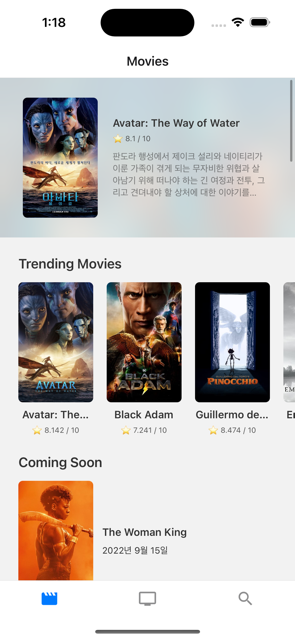 1:18
Movies
Avatar: The Way of Water
⭐ 8.1 / 10
판도라 행성에서 제이크 설리와 네이티리가
이룬 가족이 겪게 되는 무자비한 위협과 살
아남기 위해 떠나야 하는 긴 여정과 전투, 그
리고 견뎌내야 할 상처에 대한 이야기를...
아바타
물의 길
Trending Movies
AVATAR
BLACK
ADAM
PINOCCHIO
Avatar: The...
Black Adam
Guillermo de...
⭐ 8.142 / 10
⭐ 7.241 / 10
⭐ 8.474 / 10
Coming Soon
The Woman King
2022년 9월 15일